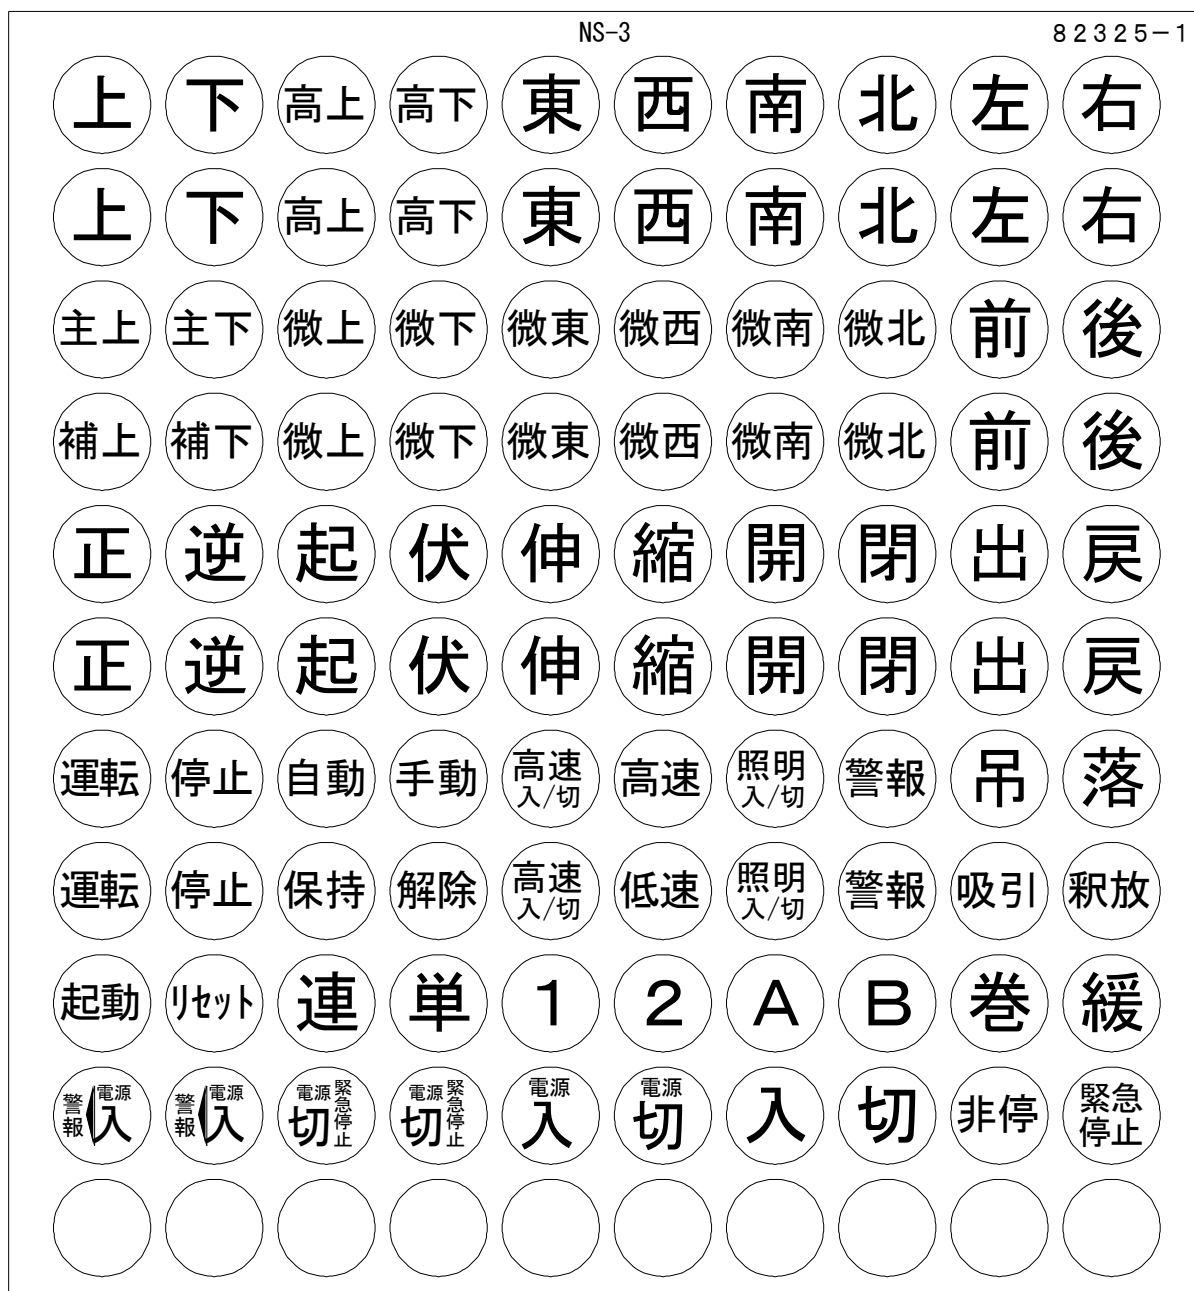 NS-3 82325-1
上 下 高上 高下 東 西 南 北 左 右
上 下 高上 高下 東 西 南 北 左 右
主上 主下 微上 微下 微東 微西 微南 微北 前 後
補上 補下 微上 微下 微東 微西 微南 微北 前 後
正 逆 起 伏 伸 縮 開 閉 出 戻
正 逆 起 伏 伸 縮 開 閉 出 戻
運転 停止 自動 手動 高速入/切 高速 照明入/切 警報 吊 落
運転 停止 保持 解除 高速入/切 低速 照明入/切 警報 吸引 釈放
起動 リセット 連 単 1 2 A B 巻 緩
警報 電源入 警報 電源入 電源切 緊急停止 電源切 緊急停止 電源入 電源切 入 切 非停 緊急停止